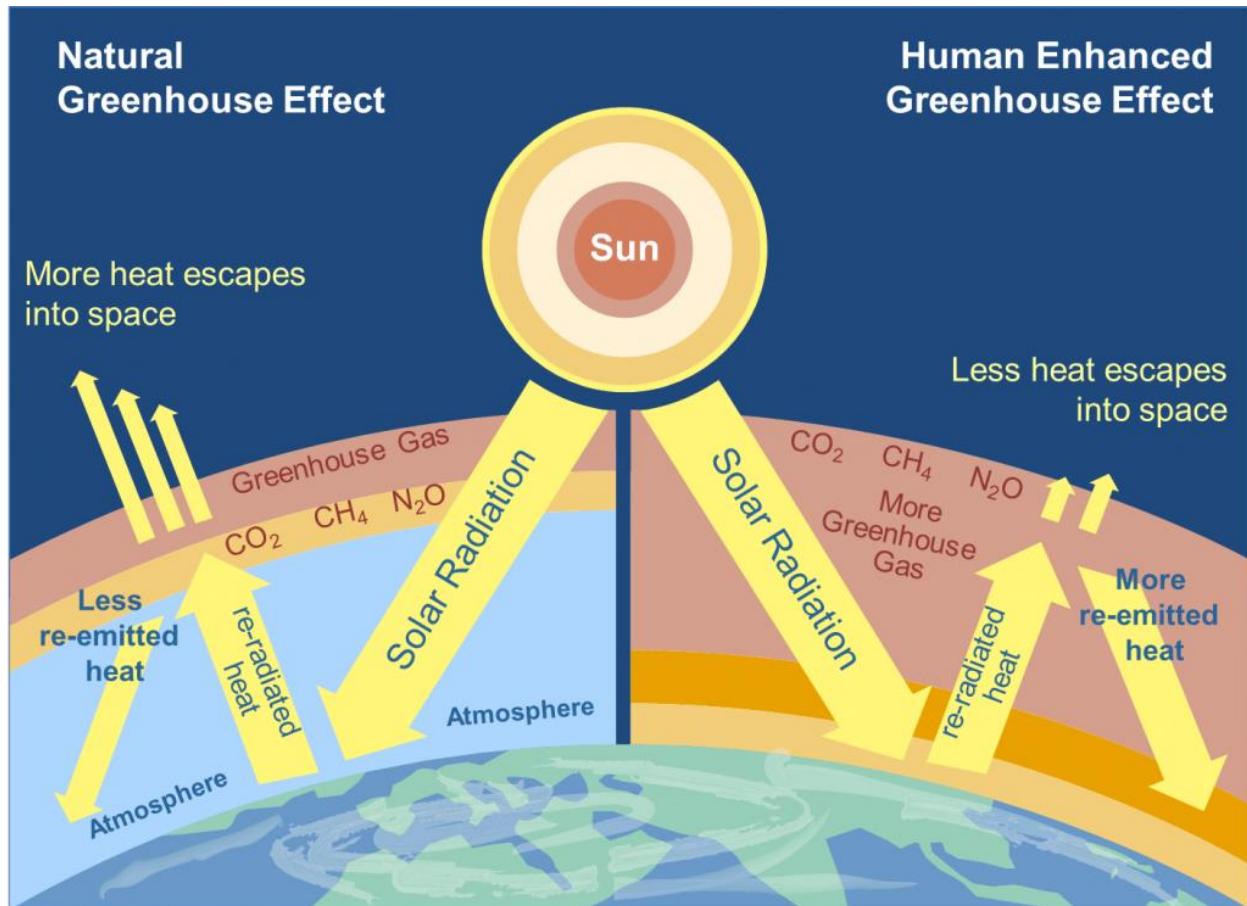 Natural
Greenhouse Effect
Human Enhanced
Greenhouse Effect
Sun
More heat escapes
into space
Less heat escapes
into space
Greenhouse Gas
CO₂ CH₄ N₂O
Less
re-emitted
heat
re-radiated
heat
Solar Radiation
Atmosphere
Atmosphere
CO₂ CH₄ N₂O
More
Greenhouse
Gas
Solar Radiation
re-radiated
heat
More
re-emitted
heat